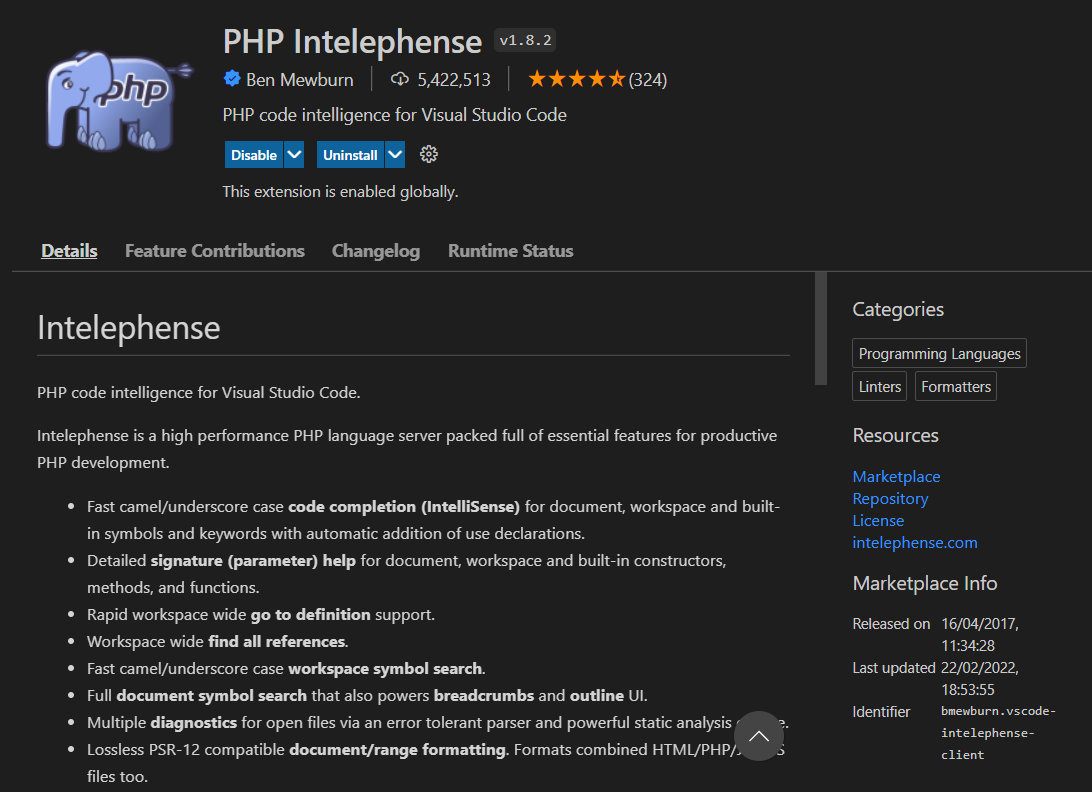 php
PHP Intelephense v1.8.2
Ben Mewburn 5,422,513 (324)
PHP code intelligence for Visual Studio Code
Disable Uninstall
This extension is enabled globally.
Details Feature Contributions Changelog Runtime Status
Intelephense
PHP code intelligence for Visual Studio Code.
Intelephense is a high performance PHP language server packed full of essential features for productive
PHP development.
• Fast camel/underscore case code completion (IntelliSense) for document, workspace and built-
in symbols and keywords with automatic addition of use declarations.
• Detailed signature (parameter) help for document, workspace and built-in constructors,
methods, and functions.
• Rapid workspace wide go to definition support.
• Workspace wide find all references.
• Fast camel/underscore case workspace symbol search.
• Full document symbol search that also powers breadcrumbs and outline UI.
• Multiple diagnostics for open files via an error tolerant parser and powerful static analysis
• Lossless PSR-12 compatible document/range formatting. Formats combined HTML/PHP/
files too.
Categories
Programming Languages
Linters Formatters
Resources
Marketplace
Repository
License
intelephense.com
Marketplace Info
Released on 16/04/2017,
11:34:28
Last updated 22/02/2022,
18:53:55
Identifier bmewburn.vscode-
intelephense-
client